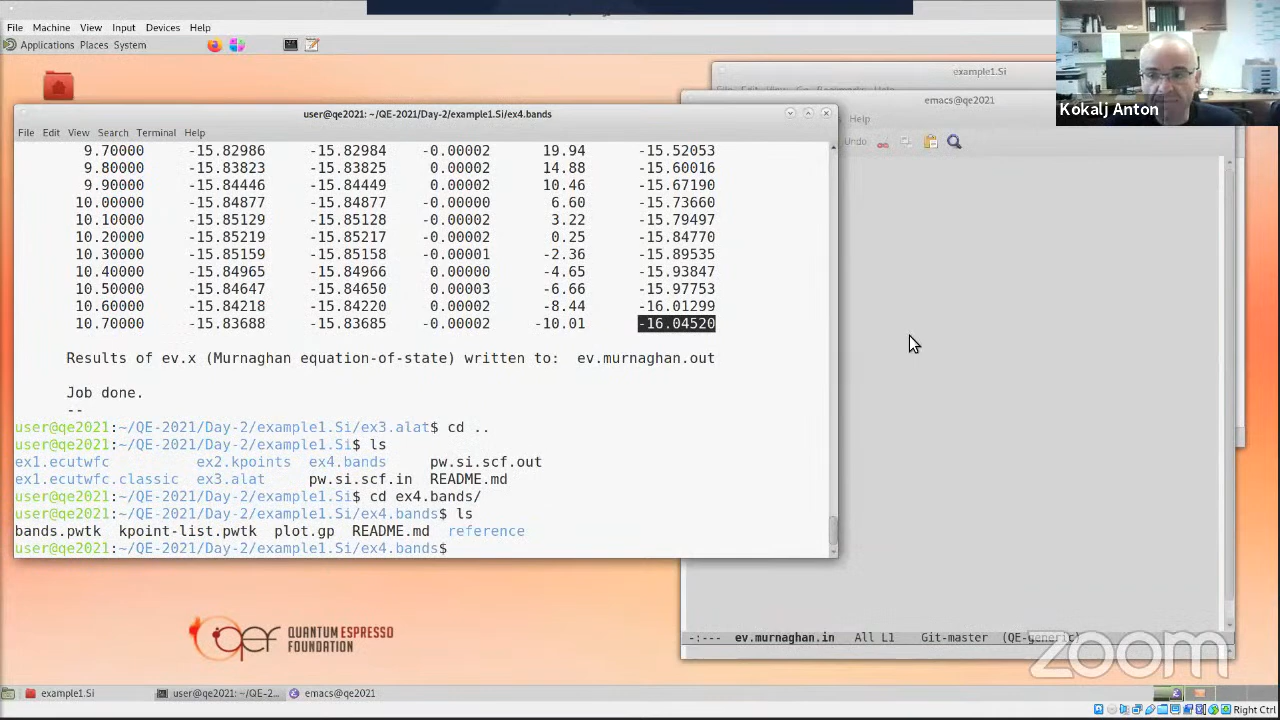 File Machine View Input Devices Help
Applications Places System
example1.Si
Kokalj Anton
emacs@qe2021
user@qe2021: ~/QE-2021/Day-2/example1.Si/ex4.bands
File Edit View Search Terminal Help
Help
Undo
9.70000 -15.82986 -15.82984 -0.00002 19.94 -15.52053
9.80000 -15.83823 -15.83825 0.00002 14.88 -15.60016
9.90000 -15.84446 -15.84449 0.00002 10.46 -15.67190
10.00000 -15.84877 -15.84877 -0.00000 6.60 -15.73660
10.10000 -15.85129 -15.85128 -0.00002 3.22 -15.79497
10.20000 -15.85219 -15.85217 -0.00002 0.25 -15.84770
10.30000 -15.85159 -15.85158 -0.00001 -2.36 -15.89535
10.40000 -15.84965 -15.84966 0.00000 -4.65 -15.93847
10.50000 -15.84647 -15.84650 0.00003 -6.66 -15.97753
10.60000 -15.84218 -15.84220 0.00002 -8.44 -16.01299
10.70000 -15.83688 -15.83685 -0.00002 -10.01 -16.04520
Results of ev.x (Murnaghan equation-of-state) written to: ev.murnaghan.out
Job done.
--
user@qe2021:~/QE-2021/Day-2/example1.Si/ex3.alat$ cd ..
user@qe2021:~/QE-2021/Day-2/example1.Si$ ls
ex1.ecutwfc ex2.kpoints ex4.bands pw.si.scf.out
ex1.ecutwfc.classic ex3.alat pw.si.scf.in README.md
user@qe2021:~/QE-2021/Day-2/example1.Si$ cd ex4.bands/
user@qe2021:~/QE-2021/Day-2/example1.Si/ex4.bands$ ls
bands.pwtk kpoint-list.pwtk plot.gp README.md reference
user@qe2021:~/QE-2021/Day-2/example1.Si/ex4.bands$
QUANTUM ESPRESSO
FOUNDATION
-:--- ev.murnaghan.in All L1 Git-master (QE-generic)
zoom
example1.Si
user@qe2021: ~/QE-2...
emacs@qe2021
Right Ctrl